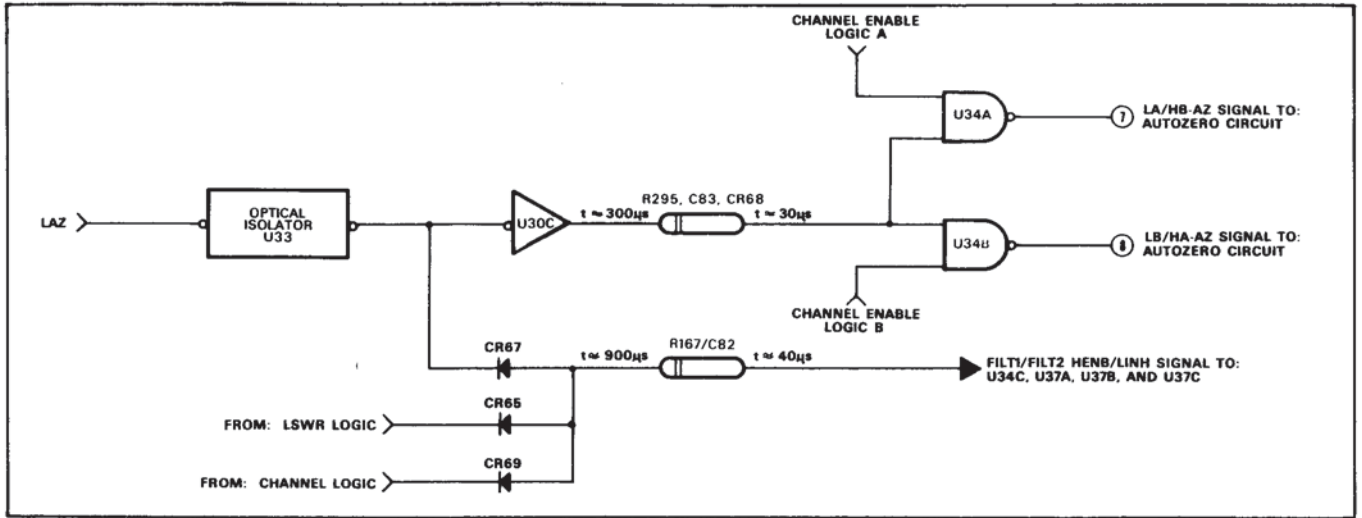 CHANNEL ENABLE
LOGIC A
U34A
7
LA/HB-AZ SIGNAL TO:
AUTOZERO CIRCUIT
LAZ
OPTICAL
ISOLATOR
U33
U30C
t ≈ 300µs
R295, C83, CR68
t ≈ 30µs
U34B
8
LB/HA-AZ SIGNAL TO:
AUTOZERO CIRCUIT
CHANNEL ENABLE
LOGIC B
CR67
t ≈ 900µs
R167/C82
t ≈ 40µs
FILT1/FILT2 HENB/LINH SIGNAL TO:
U34C, U37A, U37B, AND U37C
CR65
FROM: LSWR LOGIC
CR69
FROM: CHANNEL LOGIC